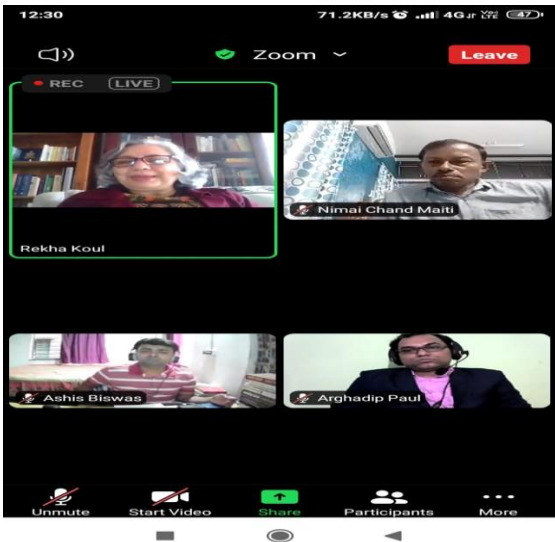 12:30
71.2KB/s 4G VoLTE 47
Zoom
Leave
REC LIVE
Rekha Koul
Nimai Chand Maiti
Ashis Biswas
Arghadip Paul
Unmute Start Video Share Participants More